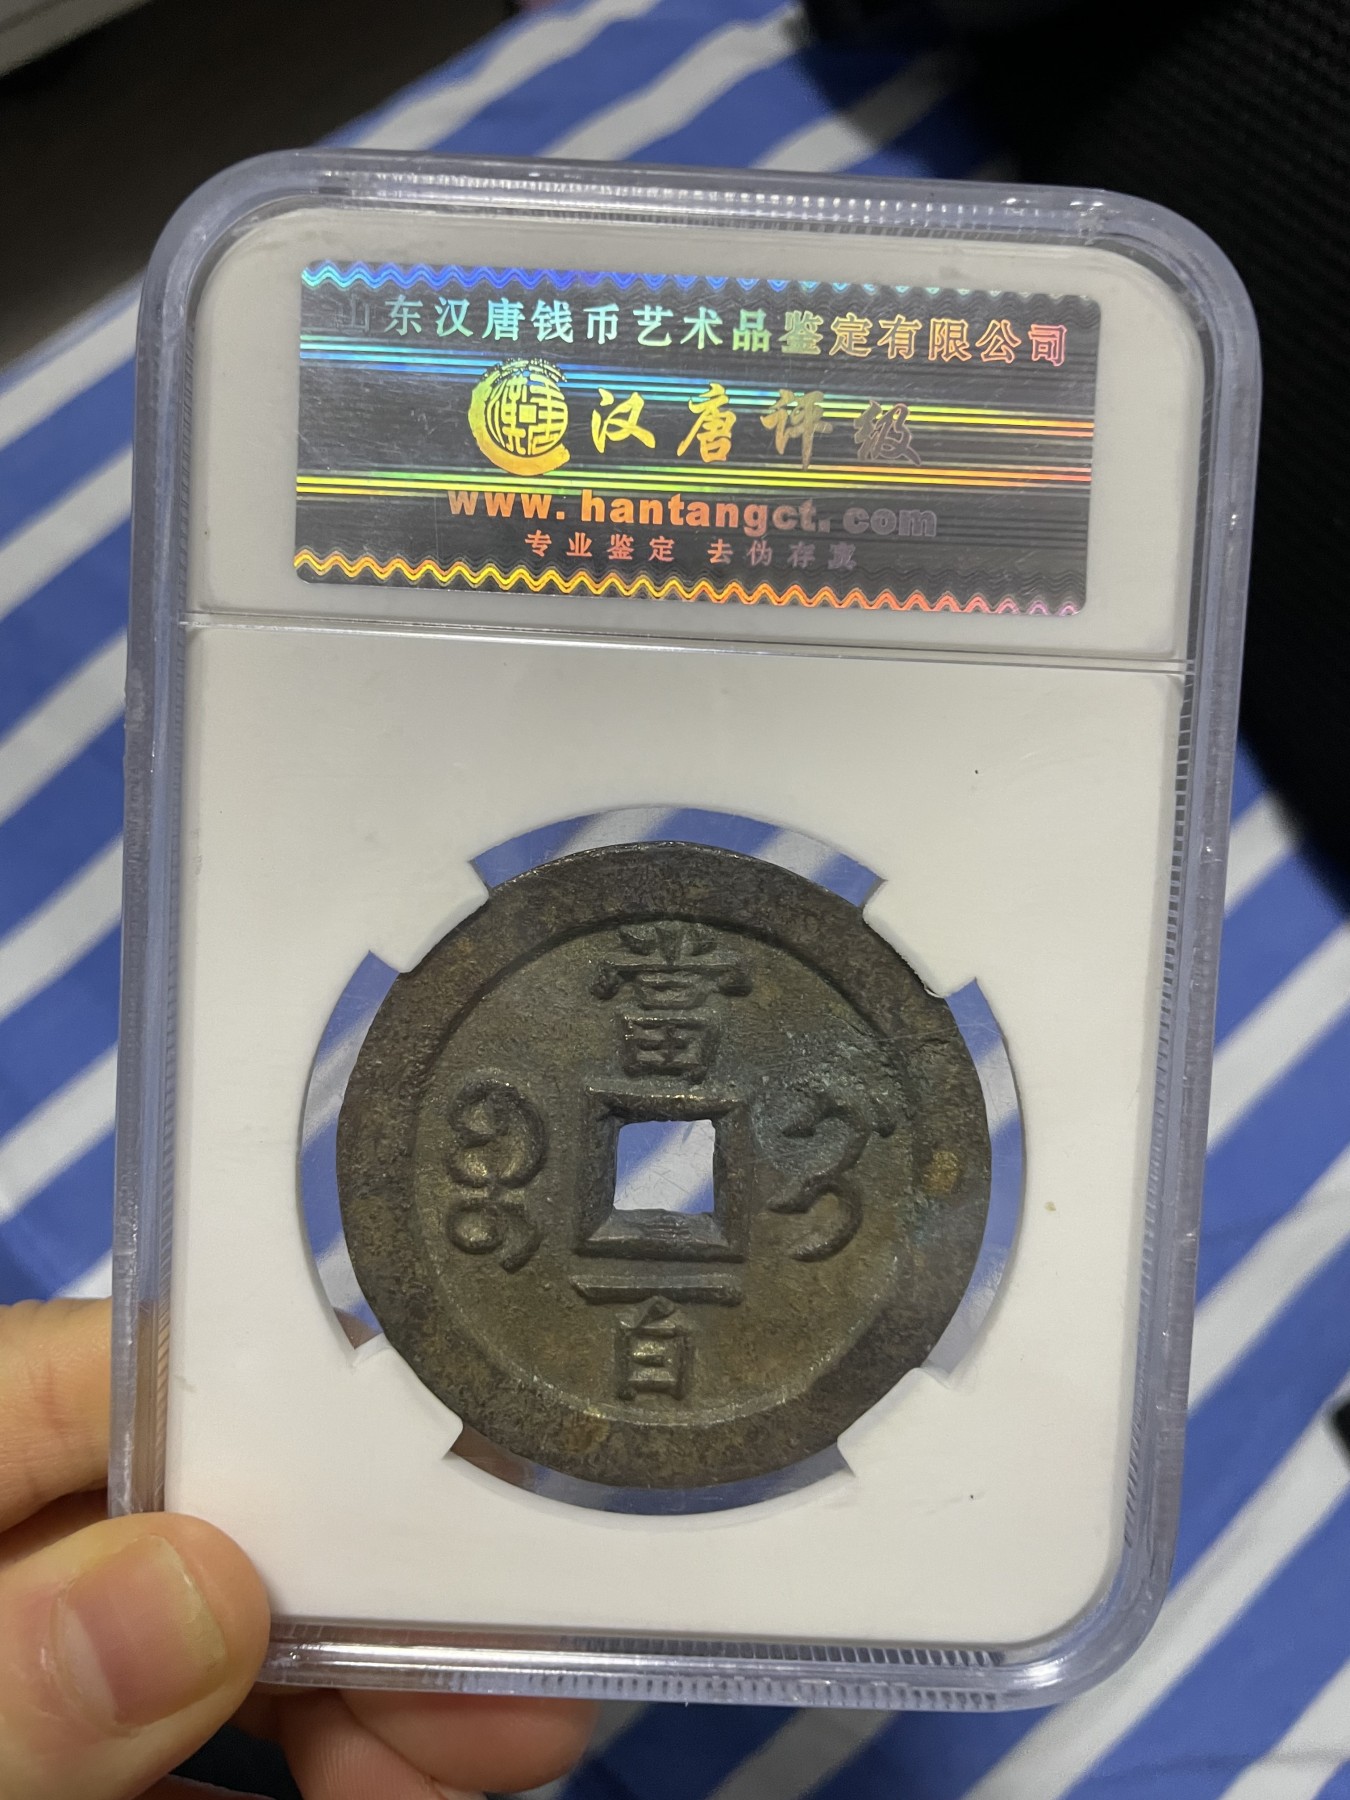 山东汉唐钱币艺术品鉴定有限公司
汉唐评级
www.hantangct.com
专业鉴定 去伪存真
當
一百